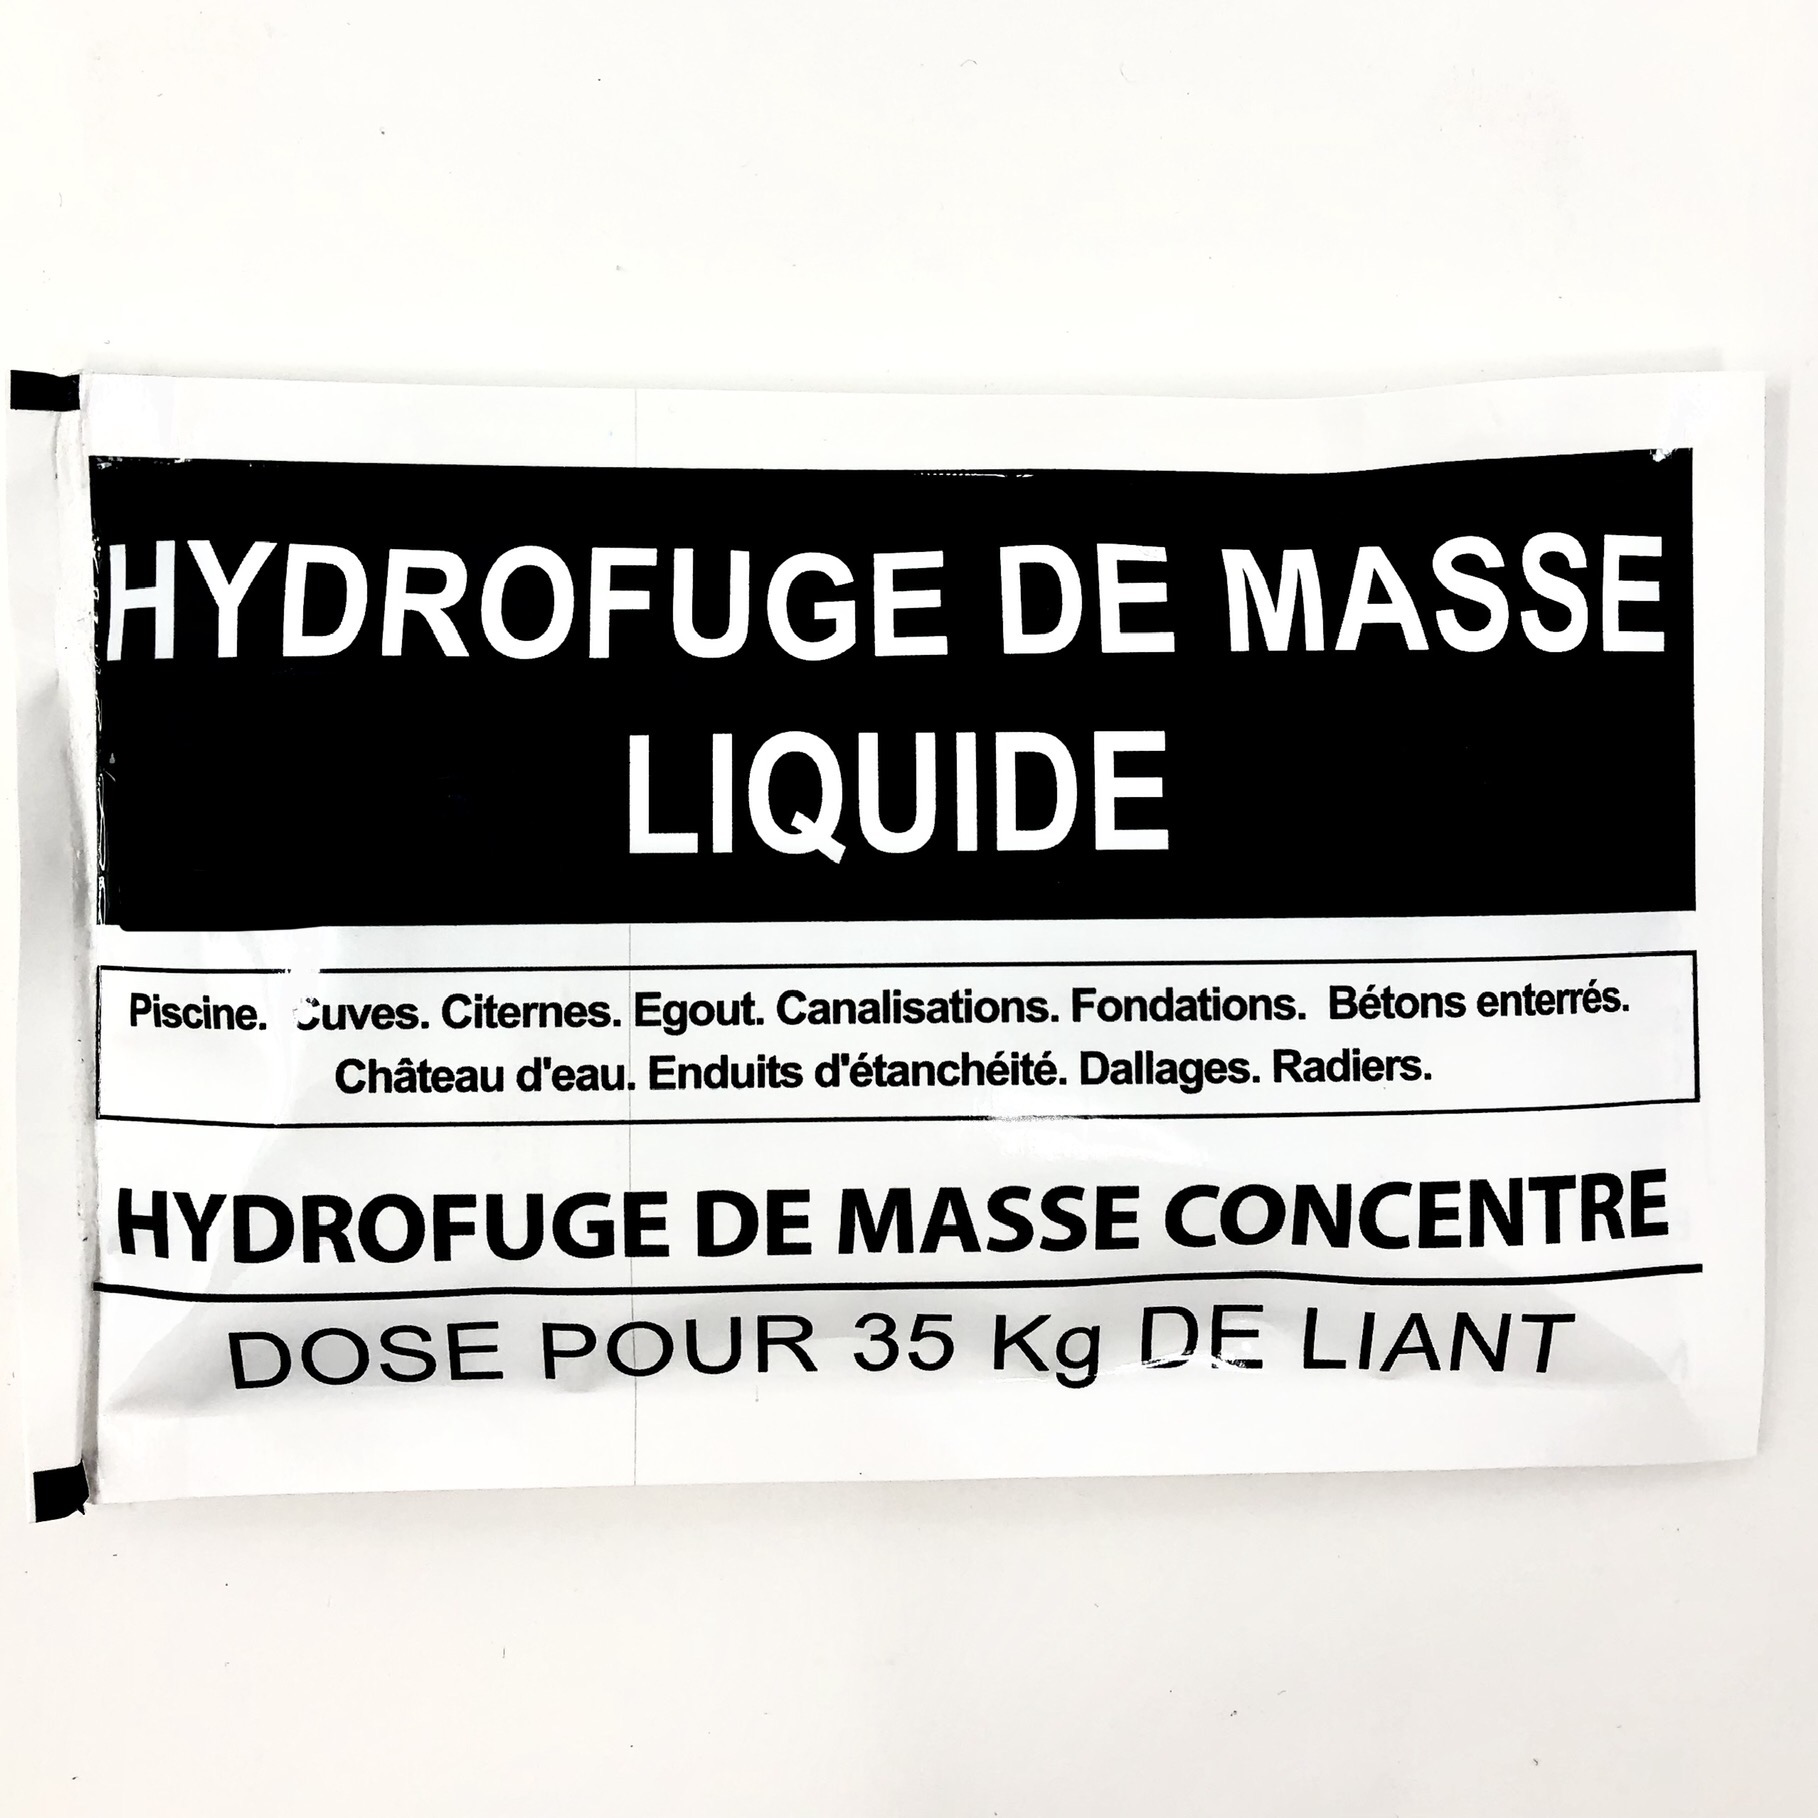 HYDROFUGE DE MASSE
LIQUIDE
Piscine. Cuves. Citernes. Egout. Canalisations. Fondations. Bétons enterrés.
Château d'eau. Enduits d'étanchéité. Dallages. Radiers.
HYDROFUGE DE MASSE CONCENTRE
DOSE POUR 35 Kg DE LIANT